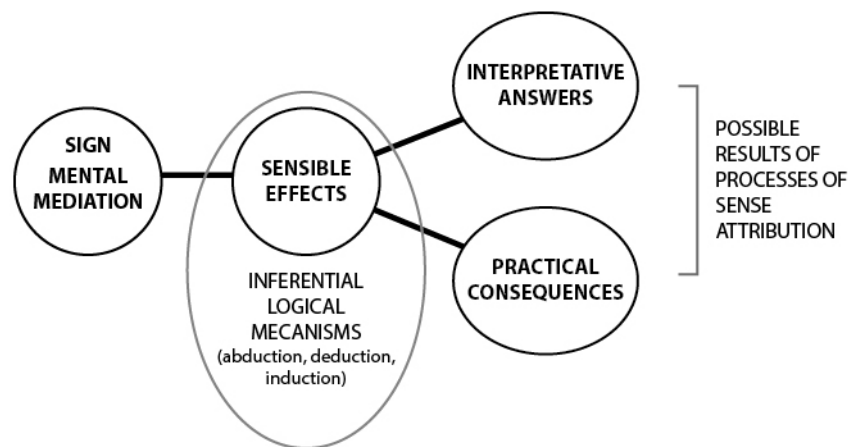 SIGN
MENTAL
MEDIATION
SENSIBLE
EFFECTS
INFERENTIAL
LOGICAL
MECANISMS
(abduction, deduction,
induction)
INTERPRETATIVE
ANSWERS
PRACTICAL
CONSEQUENCES
POSSIBLE
RESULTS OF
PROCESSES OF
SENSE
ATTRIBUTION